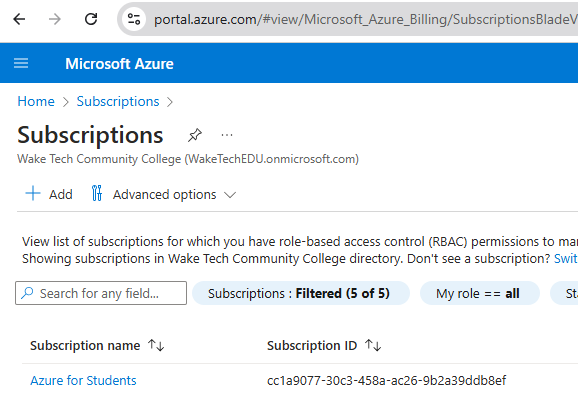 portal.azure.com/#view/Microsoft_Azure_Billing/SubscriptionsBladeV
Microsoft Azure
Home > Subscriptions >
Subscriptions
Wake Tech Community College (WakeTechEDU.onmicrosoft.com)
Add Advanced options
View list of subscriptions for which you have role-based access control (RBAC) permissions to mar
Showing subscriptions in Wake Tech Community College directory. Don't see a subscription? Swit
Search for any field... Subscriptions : Filtered (5 of 5) My role == all Sta
Subscription name Subscription ID
Azure for Students cc1a9077-30c3-458a-ac26-9b2a39ddb8ef